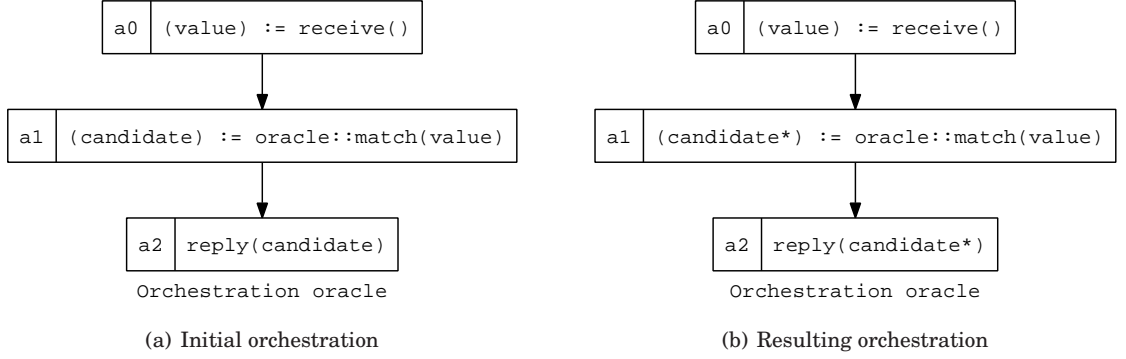 a0 (value) := receive()
a1 (candidate) := oracle::match(value)
a2 reply(candidate)
Orchestration oracle
(a) Initial orchestration
a0 (value) := receive()
a1 (candidate*) := oracle::match(value)
a2 reply(candidate*)
Orchestration oracle
(b) Resulting orchestration